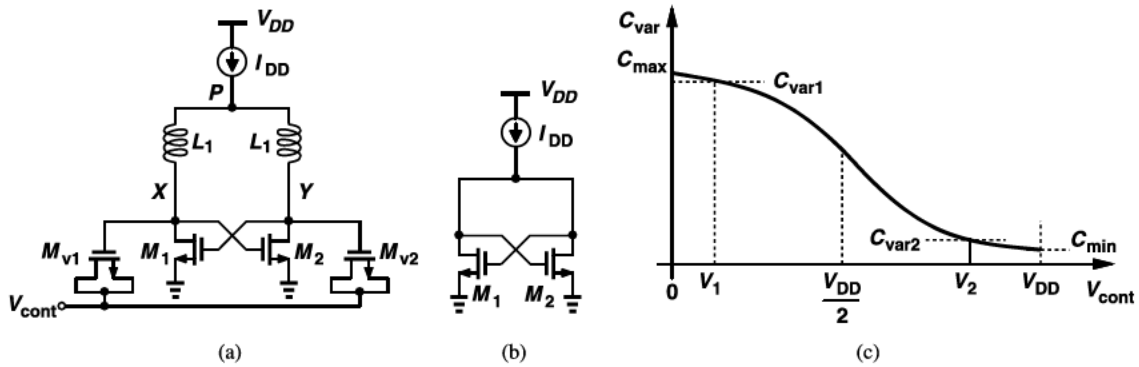 V_DD
I_DD
P
L_1 L_1
X Y
M_v1 M_1 M_2 M_v2
V_cont
(a)
V_DD
I_DD
M_1 M_2
(b)
C_var
C_max
C_var1
C_var2
C_min
0 V_1 V_DD/2 V_2 V_DD V_cont
(c)